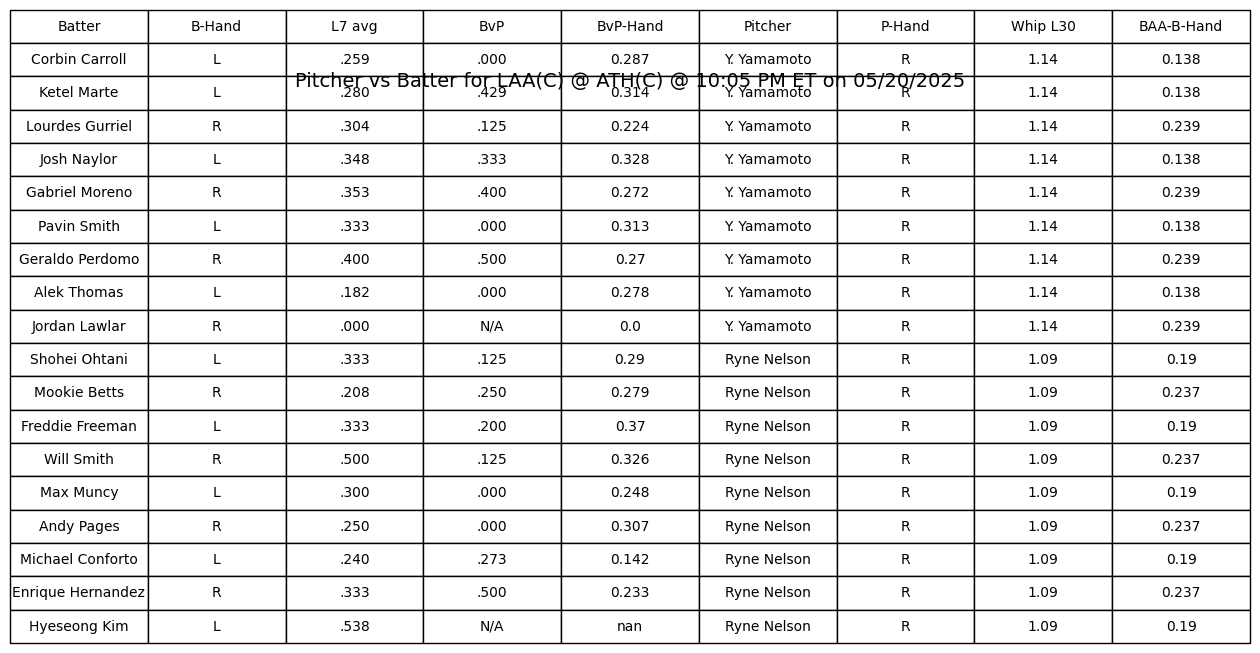 Batter B-Hand L7 avg BvP BvP-Hand Pitcher P-Hand Whip L30 BAA-B-Hand
Corbin Carroll L .259 .000 0.287 Y. Yamamoto R 1.14 0.138
Pitcher vs Batter for LAA(C) @ ATH(C) @ 10:05 PM ET on 05/20/2025
Ketel Marte L .280 .429 0.314 Y. Yamamoto R 1.14 0.138
Lourdes Gurriel R .304 .125 0.224 Y. Yamamoto R 1.14 0.239
Josh Naylor L .348 .333 0.328 Y. Yamamoto R 1.14 0.138
Gabriel Moreno R .353 .400 0.272 Y. Yamamoto R 1.14 0.239
Pavin Smith L .333 .000 0.313 Y. Yamamoto R 1.14 0.138
Geraldo Perdomo R .400 .500 0.27 Y. Yamamoto R 1.14 0.239
Alek Thomas L .182 .000 0.278 Y. Yamamoto R 1.14 0.138
Jordan Lawlar R .000 N/A 0.0 Y. Yamamoto R 1.14 0.239
Shohei Ohtani L .333 .125 0.29 Ryne Nelson R 1.09 0.19
Mookie Betts R .208 .250 0.279 Ryne Nelson R 1.09 0.237
Freddie Freeman L .333 .200 0.37 Ryne Nelson R 1.09 0.19
Will Smith R .500 .125 0.326 Ryne Nelson R 1.09 0.237
Max Muncy L .300 .000 0.248 Ryne Nelson R 1.09 0.19
Andy Pages R .250 .000 0.307 Ryne Nelson R 1.09 0.237
Michael Conforto L .240 .273 0.142 Ryne Nelson R 1.09 0.19
Enrique Hernandez R .333 .500 0.233 Ryne Nelson R 1.09 0.237
Hyeseong Kim L .538 N/A nan Ryne Nelson R 1.09 0.19